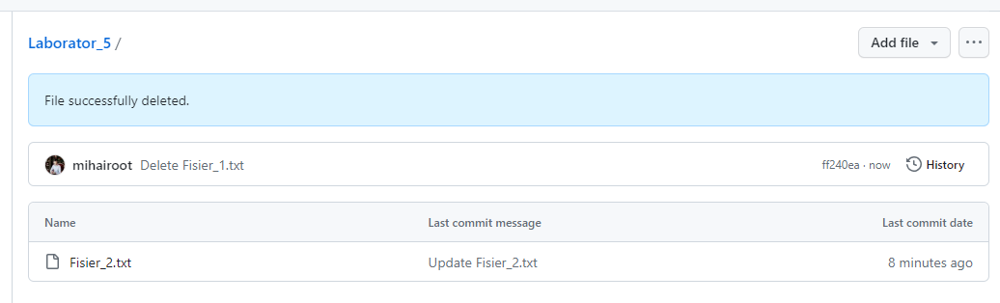 Laborator_5 /
Add file
File successfully deleted.
mihairoot Delete Fisier_1.txt ff240ea · now History
Name Last commit message Last commit date
Fisier_2.txt Update Fisier_2.txt 8 minutes ago